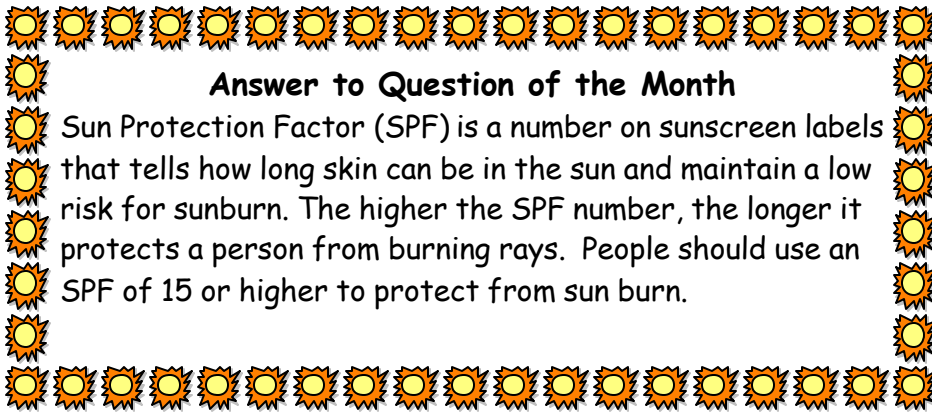 Answer to Question of the Month
Sun Protection Factor (SPF) is a number on sunscreen labels
that tells how long skin can be in the sun and maintain a low
risk for sunburn. The higher the SPF number, the longer it
protects a person from burning rays.  People should use an
SPF of 15 or higher to protect from sun burn.